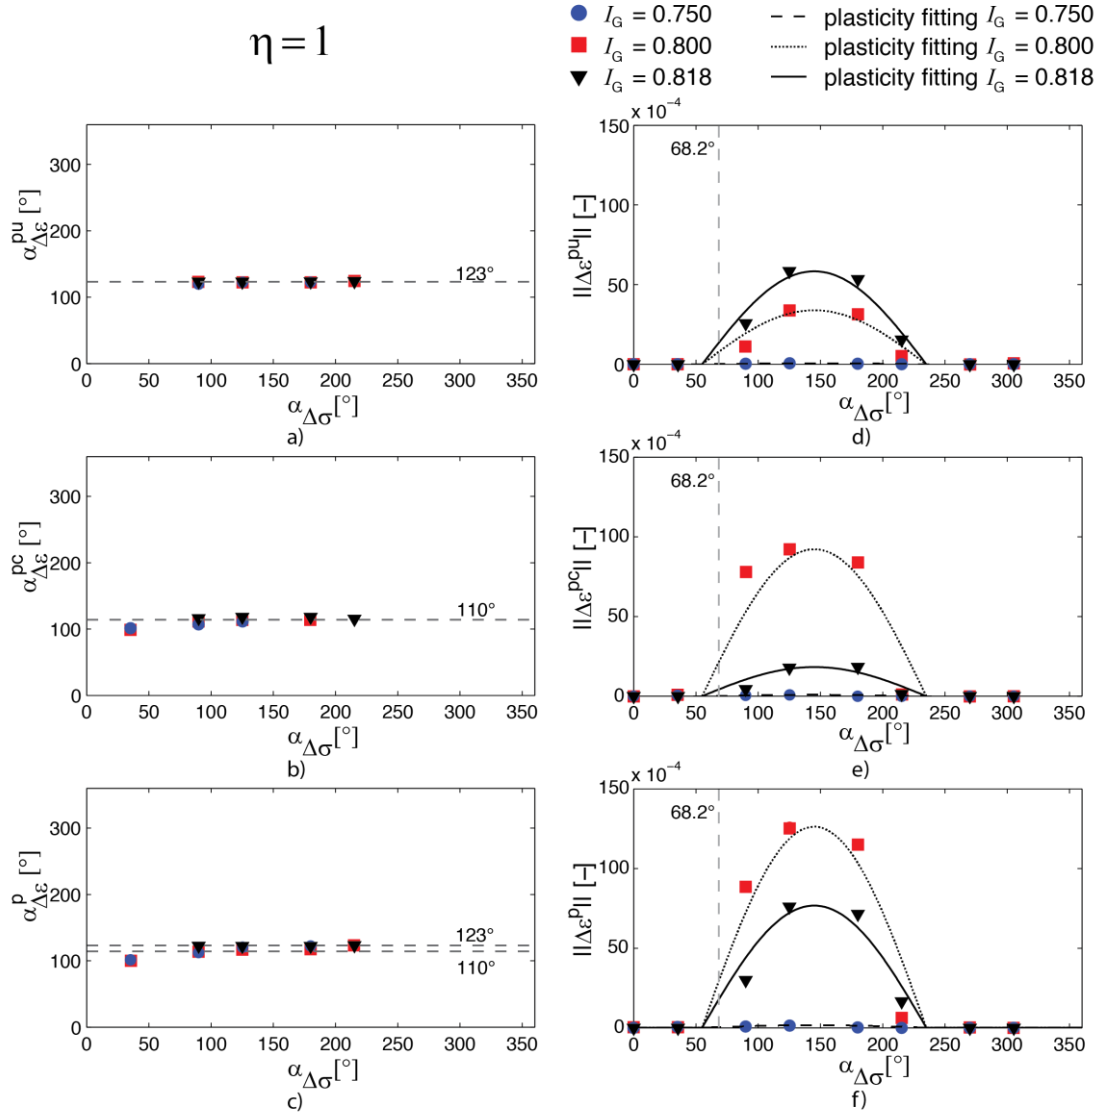 η = 1
I_G = 0.750
I_G = 0.800
I_G = 0.818
plasticity fitting I_G = 0.750
plasticity fitting I_G = 0.800
plasticity fitting I_G = 0.818
α_Δε^pu [°]
300
200
100
0
123°
0 50 100 150 200 250 300 350
α_Δσ [°]
a)
x 10⁻⁴
||Δε^pu|| [–]
150
100
50
0
68.2°
0 50 100 150 200 250 300 350
α_Δσ [°]
d)
α_Δε^pc [°]
300
200
100
0
110°
0 50 100 150 200 250 300 350
α_Δσ [°]
b)
x 10⁻⁴
||Δε^pc|| [–]
150
100
50
0
68.2°
0 50 100 150 200 250 300 350
α_Δσ [°]
e)
α_Δε^p [°]
300
200
100
0
123°
110°
0 50 100 150 200 250 300 350
α_Δσ [°]
c)
x 10⁻⁴
||Δε^p|| [–]
150
100
50
0
68.2°
0 50 100 150 200 250 300 350
α_Δσ [°]
f)